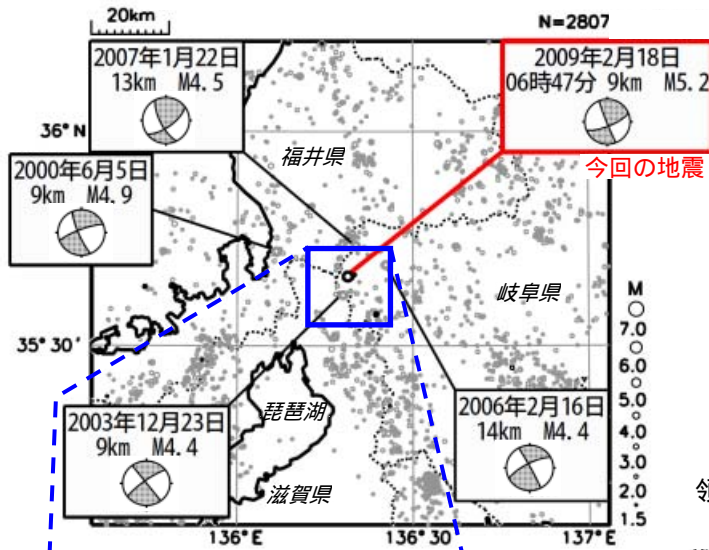 20km
N=2807
2007年1月22日
13km M4.5
2009年2月18日
06時47分 9km M5.2
今回の地震
36°N
福井県
2000年6月5日
9km M4.9
岐阜県
M
7.0
6.0
5.0
4.0
3.0
2.0
1.5
35°30'
2003年12月23日
9km M4.4
琵琶湖
2006年2月16日
14km M4.4
滋賀県
136°E
136°30'
137°E